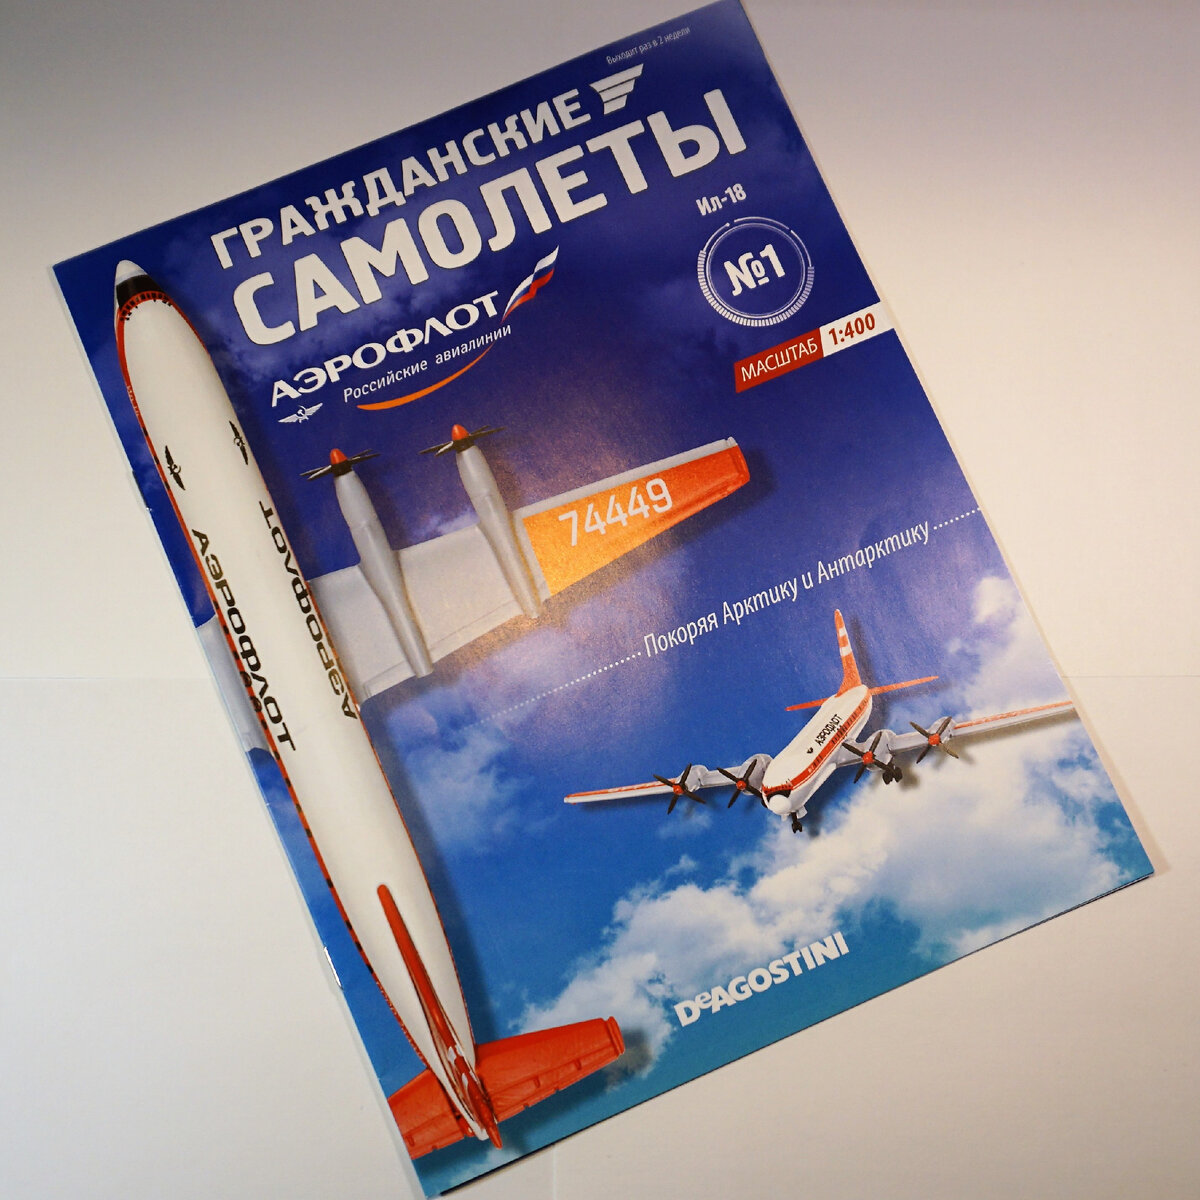 Выходит раз в 2 недели
ГРАЖДАНСКИЕ
САМОЛЕТЫ
Ил-18
№1
АЭРОФЛОТ
Российские авиалинии
МАСШТАБ 1:400
74449
АЭРОФЛОТ
АЭРОФЛОТ
Покоряя Арктику и Антарктику
АЭРОФЛОТ
DeAGOSTINI